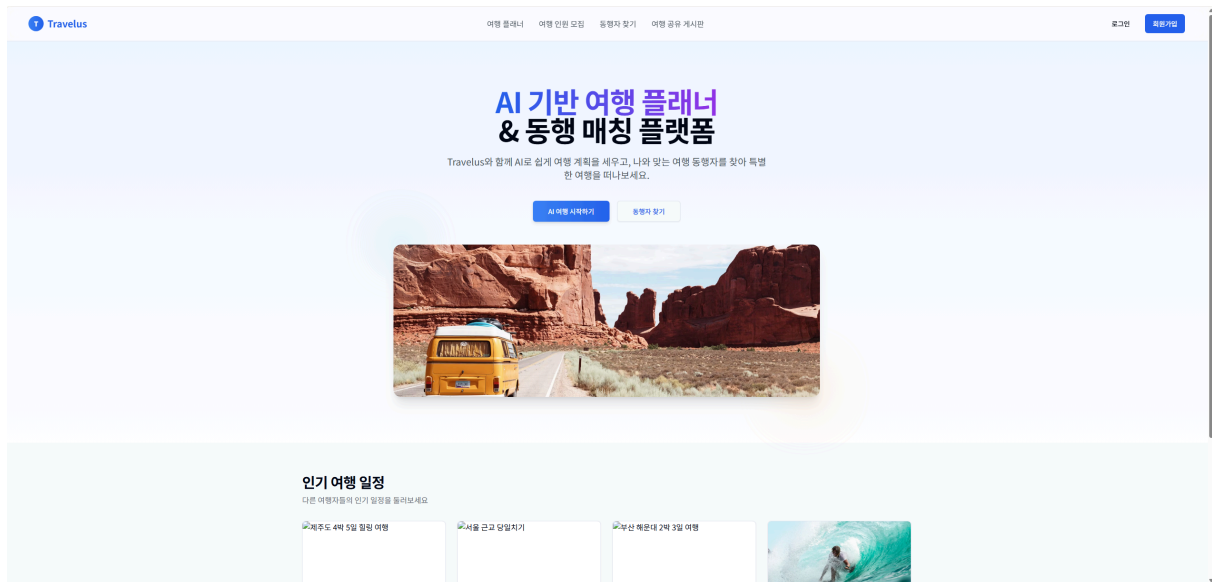 T Travelus
여행 플래너 여행 인원 모집 동행자 찾기 여행 공유 게시판
로그인 회원가입
AI 기반 여행 플래너
& 동행 매칭 플랫폼
Travelus와 함께 AI로 쉽게 여행 계획을 세우고, 나와 맞는 여행 동행자를 찾아 특별
한 여행을 떠나보세요.
AI 여행 시작하기 동행자 찾기
인기 여행 일정
다른 여행자들의 인기 일정을 둘러보세요
제주도 4박 5일 힐링 여행 서울 근교 당일치기 부산 해운대 2박 3일 여행